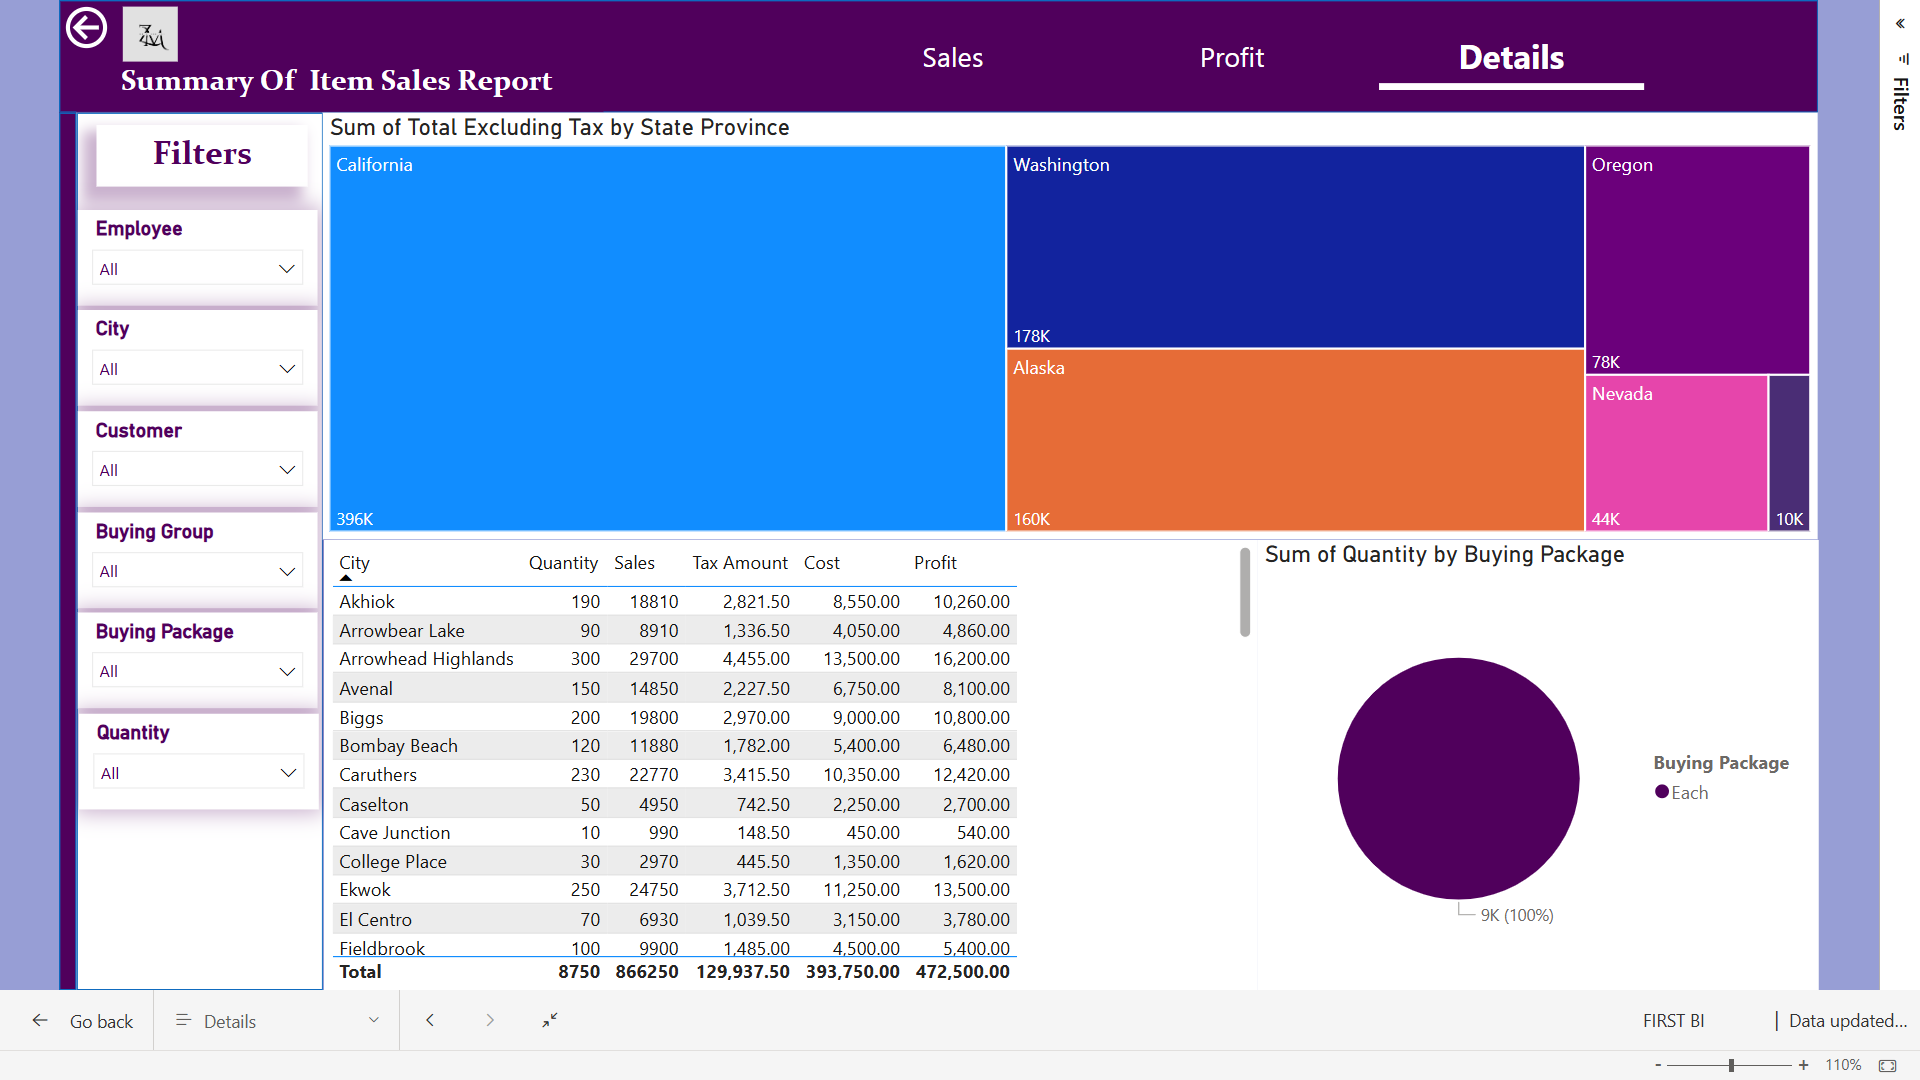 Summary Of Item Sales Report
Sales
Profit
Details
Filters
Filters
Employee
All
City
All
Customer
All
Buying Group
All
Buying Package
All
Quantity
All
Sum of Total Excluding Tax by State Province
California
396K
Washington
178K
Alaska
160K
Oregon
78K
Nevada
44K
10K
City Quantity Sales Tax Amount Cost Profit
Akhiok 190 18810 2,821.50 8,550.00 10,260.00
Arrowbear Lake 90 8910 1,336.50 4,050.00 4,860.00
Arrowhead Highlands 300 29700 4,455.00 13,500.00 16,200.00
Avenal 150 14850 2,227.50 6,750.00 8,100.00
Biggs 200 19800 2,970.00 9,000.00 10,800.00
Bombay Beach 120 11880 1,782.00 5,400.00 6,480.00
Caruthers 230 22770 3,415.50 10,350.00 12,420.00
Caselton 50 4950 742.50 2,250.00 2,700.00
Cave Junction 10 990 148.50 450.00 540.00
College Place 30 2970 445.50 1,350.00 1,620.00
Ekwok 250 24750 3,712.50 11,250.00 13,500.00
El Centro 70 6930 1,039.50 3,150.00 3,780.00
Fieldbrook 100 9900 1,485.00 4,500.00 5,400.00
Total 8750 866250 129,937.50 393,750.00 472,500.00
Sum of Quantity by Buying Package
Buying Package
Each
9K (100%)
Go back
Details
FIRST BI
| Data updated...
- + 110%